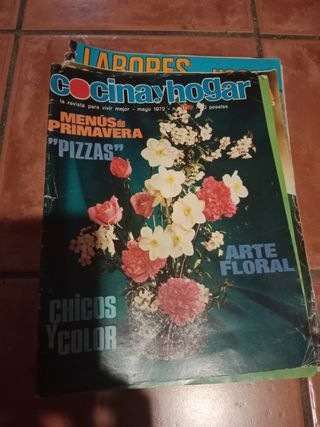 LABORES
cocinayhogar
la revista para vivir mejor - mayo 1972 - n.º pesetas
MENÚS de
PRIMAVERA
"PIZZAS"
ARTE
FLORAL
CHICOS
Y COLOR